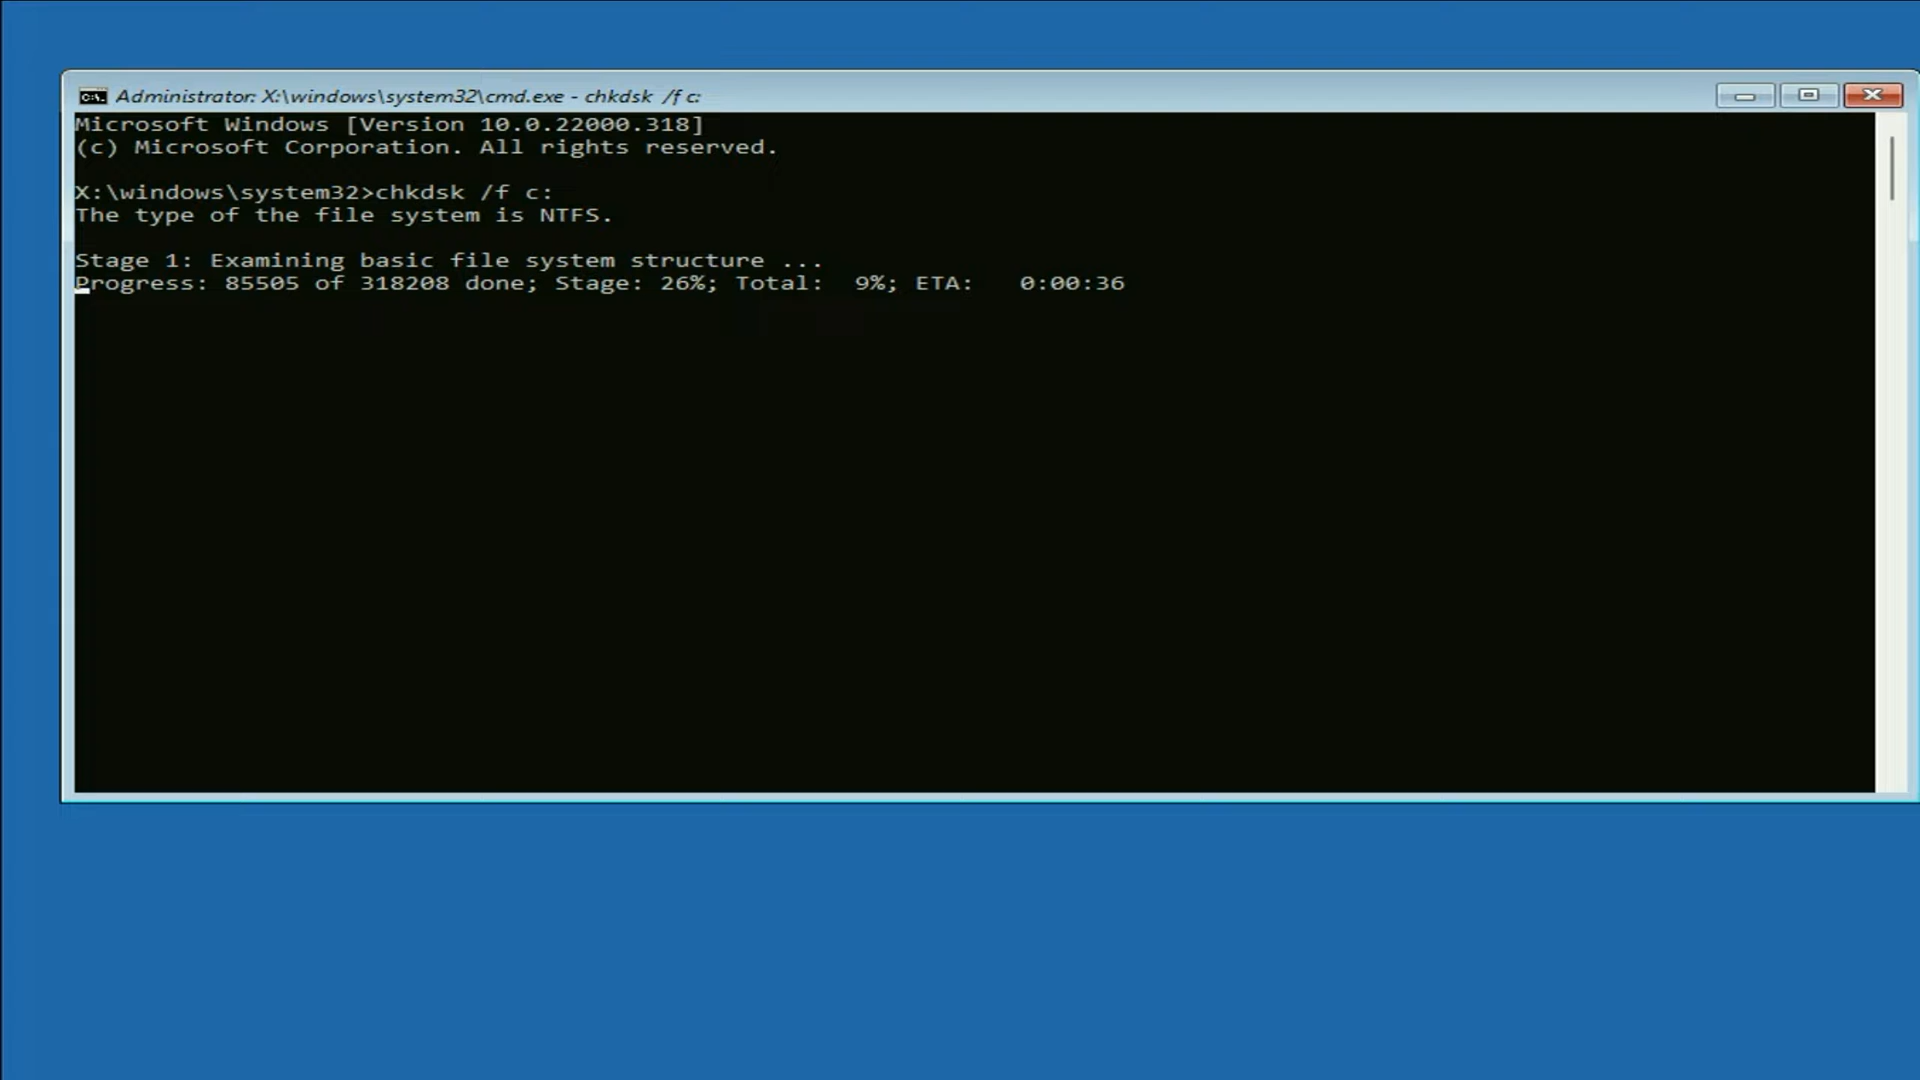 Administrator: X:\windows\system32\cmd.exe - chkdsk /f c:
Microsoft Windows [Version 10.0.22000.318]
(c) Microsoft Corporation. All rights reserved.
X:\windows\system32>chkdsk /f c:
The type of the file system is NTFS.
Stage 1: Examining basic file system structure ...
Progress: 85505 of 318208 done; Stage: 26%; Total:  9%; ETA:   0:00:36